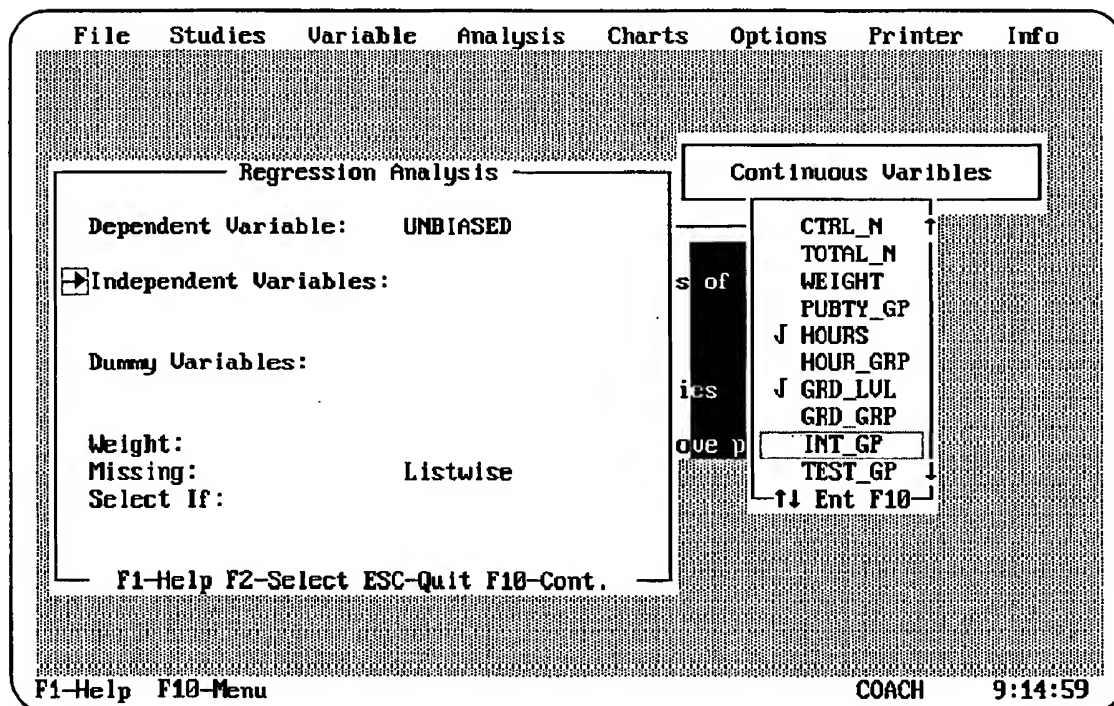 File Studies Variable Analysis Charts Options Printer Info
Regression Analysis
Dependent Variable: UNBIASED
Independent Variables:
Dummy Variables:
Weight:
Missing: Listwise
Select If:
F1-Help F2-Select ESC-Quit F10-Cont.
s of
ies
ove p
Continuous Varibles
CTRL_N ↑
TOTAL_N
WEIGHT
PUBTY_GP
√ HOURS
HOUR_GRP
√ GRD_LVL
GRD_GRP
INT_GP
TEST_GP ↓
↑↓ Ent F10
F1-Help F10-Menu COACH 9:14:59